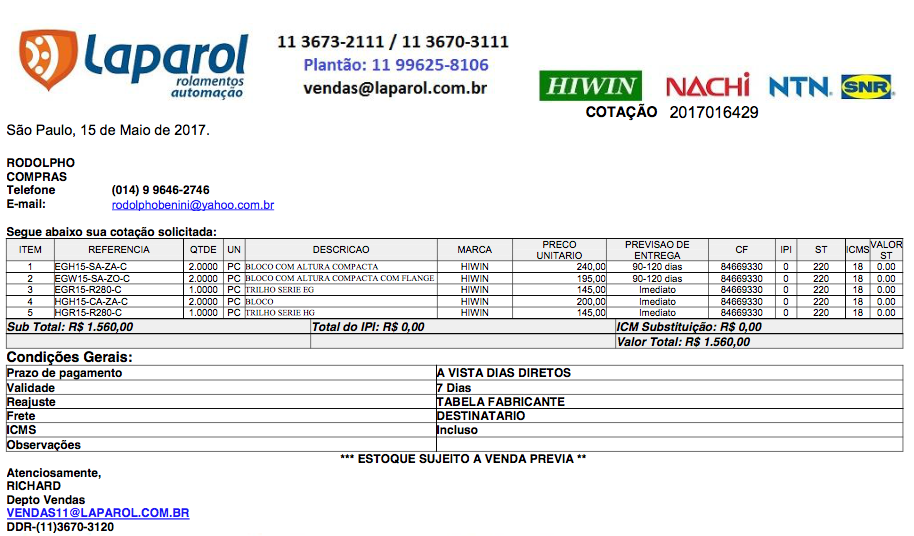 Laparol
rolamentos
automação
11 3673-2111 / 11 3670-3111
Plantão: 11 99625-8106
vendas@laparol.com.br
HIWIN NACHi NTN. SNR
COTAÇÃO 2017016429
São Paulo, 15 de Maio de 2017.
RODOLPHO
COMPRAS
Telefone (014) 9 9646-2746
E-mail: rodolphobenini@yahoo.com.br
Segue abaixo sua cotação solicitada:
ITEM REFERENCIA QTDE UN DESCRICAO MARCA PRECO UNITARIO PREVISAO DE ENTREGA CF IPI ST ICMS VALOR ST
1 EGH15-SA-ZA-C 2.0000 PC BLOCO COM ALTURA COMPACTA HIWIN 240,00 90-120 dias 84669330 0 220 18 0.00
2 EGW15-SA-ZO-C 2.0000 PC BLOCO COM ALTURA COMPACTA COM FLANGE HIWIN 195,00 90-120 dias 84669330 0 220 18 0.00
3 EGR15-R280-C 1.0000 PC TRILHO SERIE EG HIWIN 145,00 Imediato 84669330 0 220 18 0.00
4 HGH15-CA-ZA-C 2.0000 PC BLOCO HIWIN 200,00 Imediato 84669330 0 220 18 0.00
5 HGR15-R280-C 1.0000 PC TRILHO SERIE HG HIWIN 145,00 Imediato 84669330 0 220 18 0.00
Sub Total: R$ 1.560,00 Total do IPI: R$ 0,00 ICM Substituição: R$ 0,00
Valor Total: R$ 1.560,00
Condições Gerais:
Prazo de pagamento A VISTA DIAS DIRETOS
Validade 7 Dias
Reajuste TABELA FABRICANTE
Frete DESTINATARIO
ICMS Incluso
Observações
*** ESTOQUE SUJEITO A VENDA PREVIA **
Atenciosamente,
RICHARD
Depto Vendas
VENDAS11@LAPAROL.COM.BR
DDR-(11)3670-3120